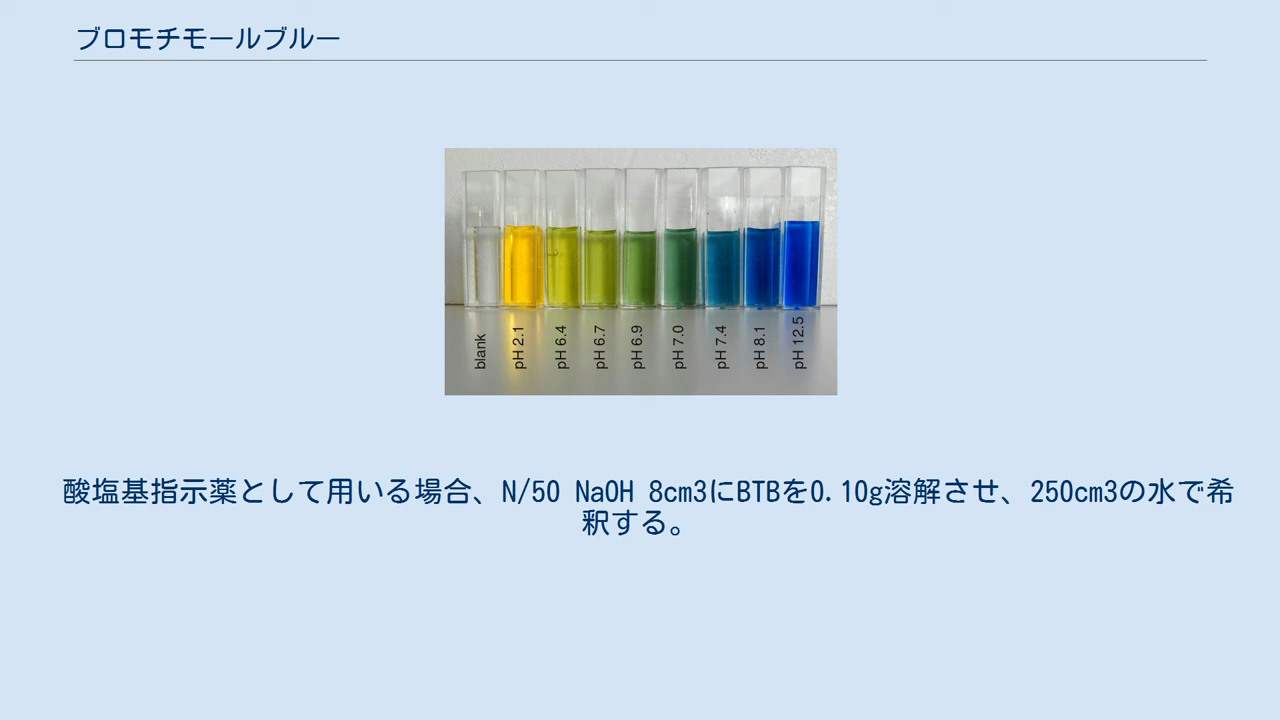 ブロモチモールブルー
blank
pH 2.1
pH 6.4
pH 6.7
pH 6.9
pH 7.0
pH 7.4
pH 8.1
pH 12.5
酸塩基指示薬として用いる場合、N/50 NaOH 8cm3にBTBを0.10g溶解させ、250cm3の水で希
釈する。